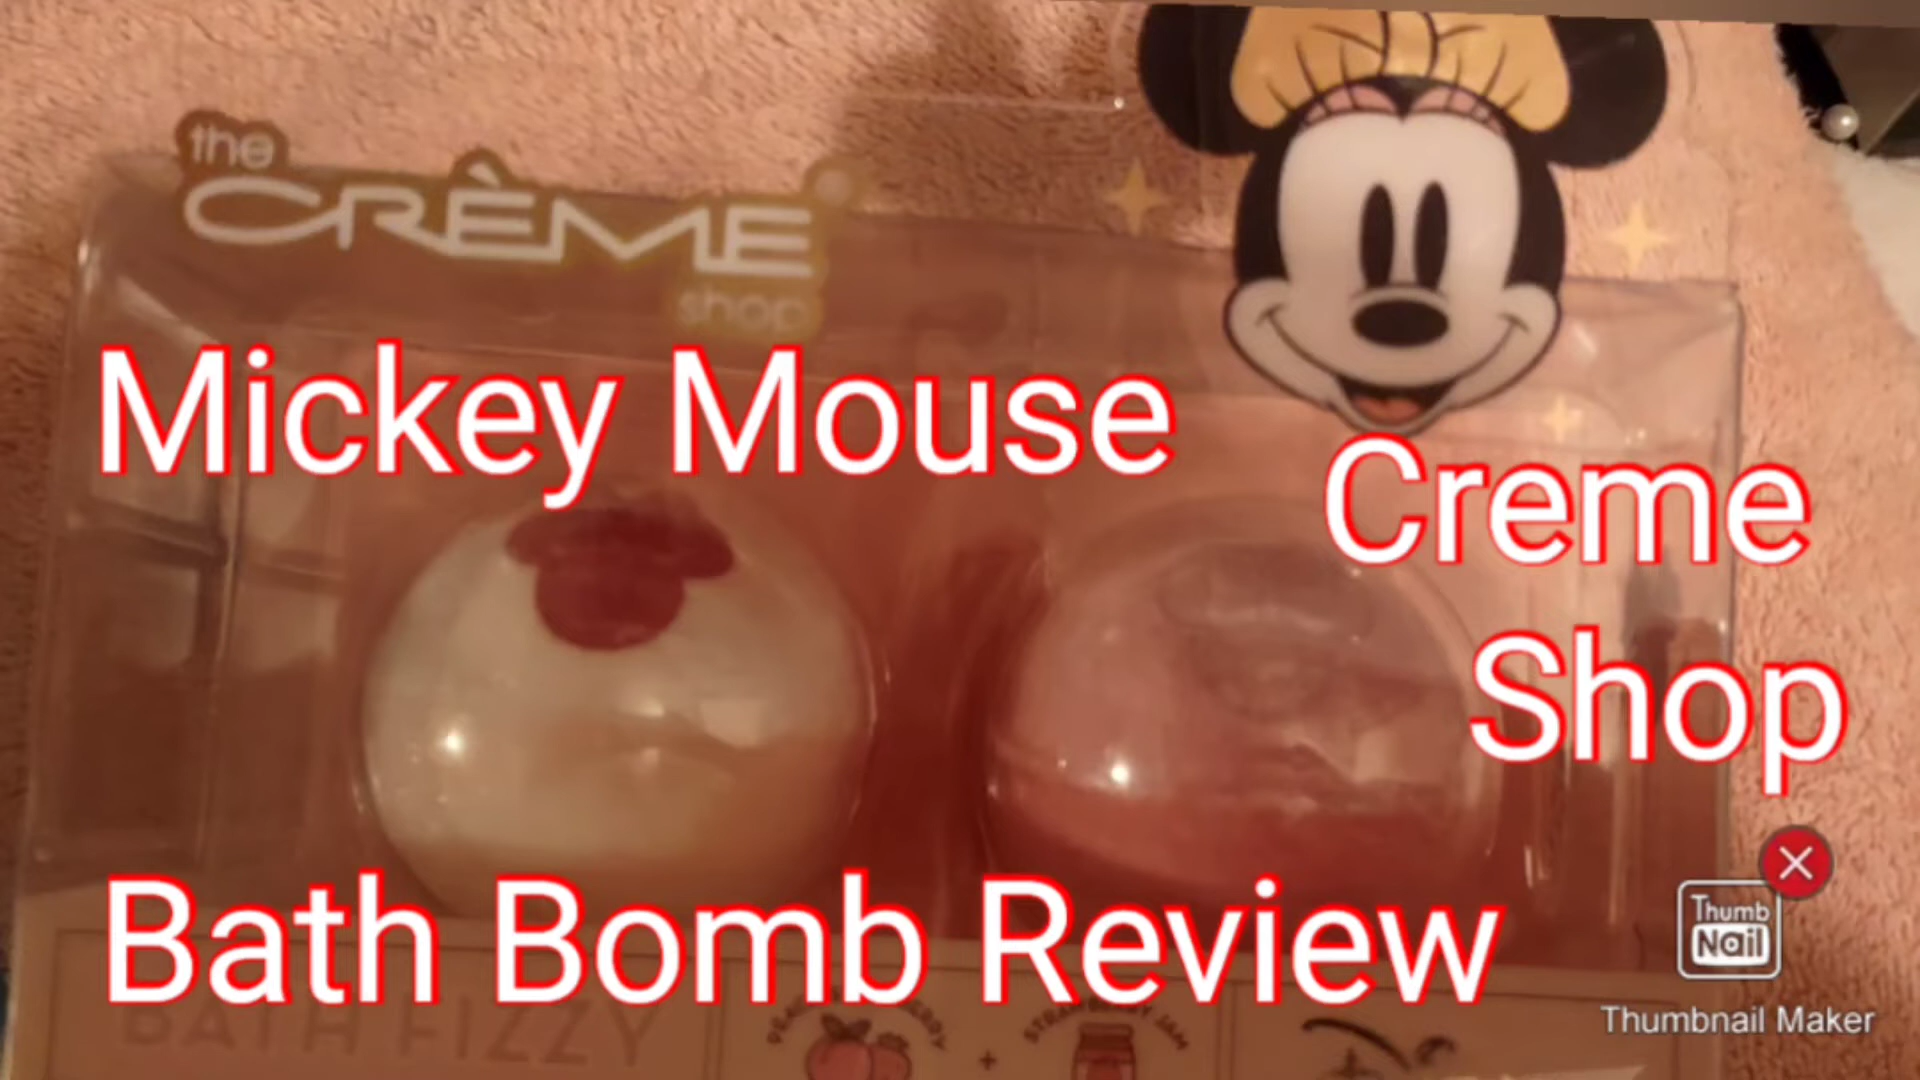 the
CRÈME
shop
Mickey Mouse
Creme
Shop
Bath Bomb Review
BATH FIZZY
STRAWBERRY JAM
+
Thumb
Nail
Thumbnail Maker